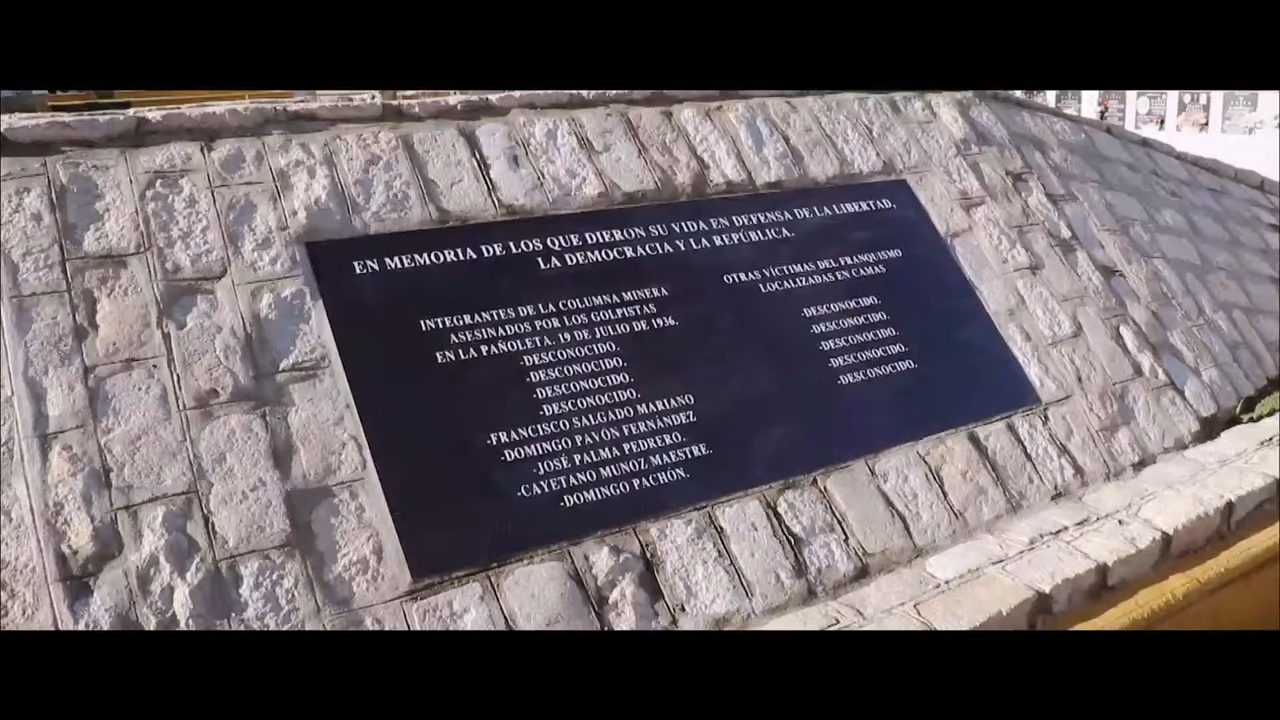 EN MEMORIA DE LOS QUE DIERON SU VIDA EN DEFENSA DE LA LIBERTAD,
LA DEMOCRACIA Y LA REPÚBLICA.
INTEGRANTES DE LA COLUMNA MINERA
ASESINADOS POR LOS GOLPISTAS
EN LA PAÑOLETA. 19 DE JULIO DE 1936.
-DESCONOCIDO.
-DESCONOCIDO.
-DESCONOCIDO.
-DESCONOCIDO.
-FRANCISCO SALGADO MARIANO
-DOMINGO PAVÓN FERNÁNDEZ
-JOSÉ PALMA PEDRERO.
-CAYETANO MUÑOZ MAESTRE.
-DOMINGO PACHÓN.
OTRAS VÍCTIMAS DEL FRANQUISMO
LOCALIZADAS EN CAMAS
-DESCONOCIDO.
-DESCONOCIDO.
-DESCONOCIDO.
-DESCONOCIDO.
-DESCONOCIDO.